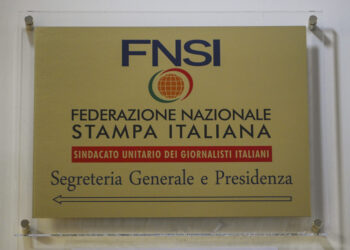 FNSI
FEDERAZIONE NAZIONALE
STAMPA ITALIANA
SINDACATO UNITARIO DEI GIORNALISTI ITALIANI
Segreteria Generale e Presidenza